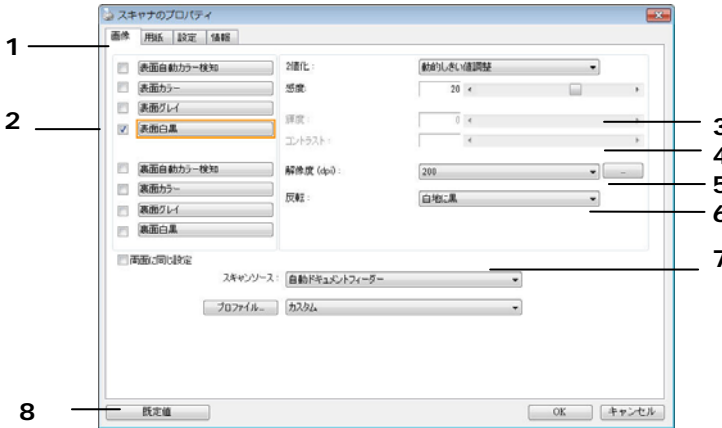 スキャナのプロパティ
画像 用紙 設定 情報
1
表面自動カラー検知
表面カラー
表面グレイ
表面白黒
2
裏面自動カラー検知
裏面カラー
裏面グレイ
裏面白黒
2値化: 動的しきい値調整
感度: 20
輝度: 0
3
コントラスト:
4
解像度 (dpi): 200 ...
5
反転: 白地に黒
6
両面に同じ設定
7
スキャンソース: 自動ドキュメントフィーダー
プロファイル... カスタム
8
既定値 OK キャンセル